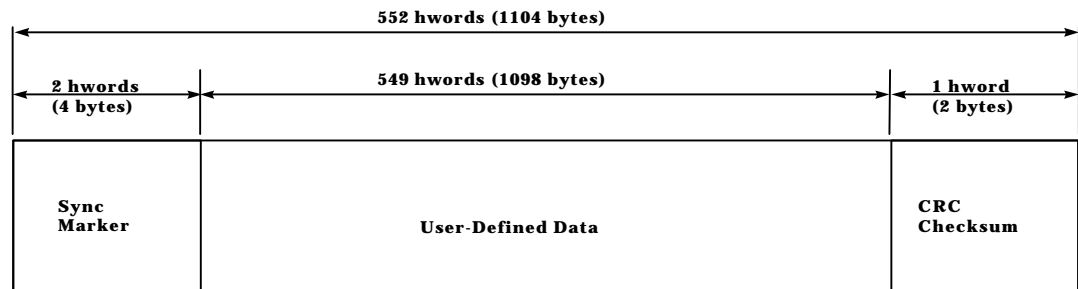 552 hwords (1104 bytes)
2 hwords
(4 bytes)
549 hwords (1098 bytes)
1 hword
(2 bytes)
Sync
Marker
User-Defined Data
CRC
Checksum